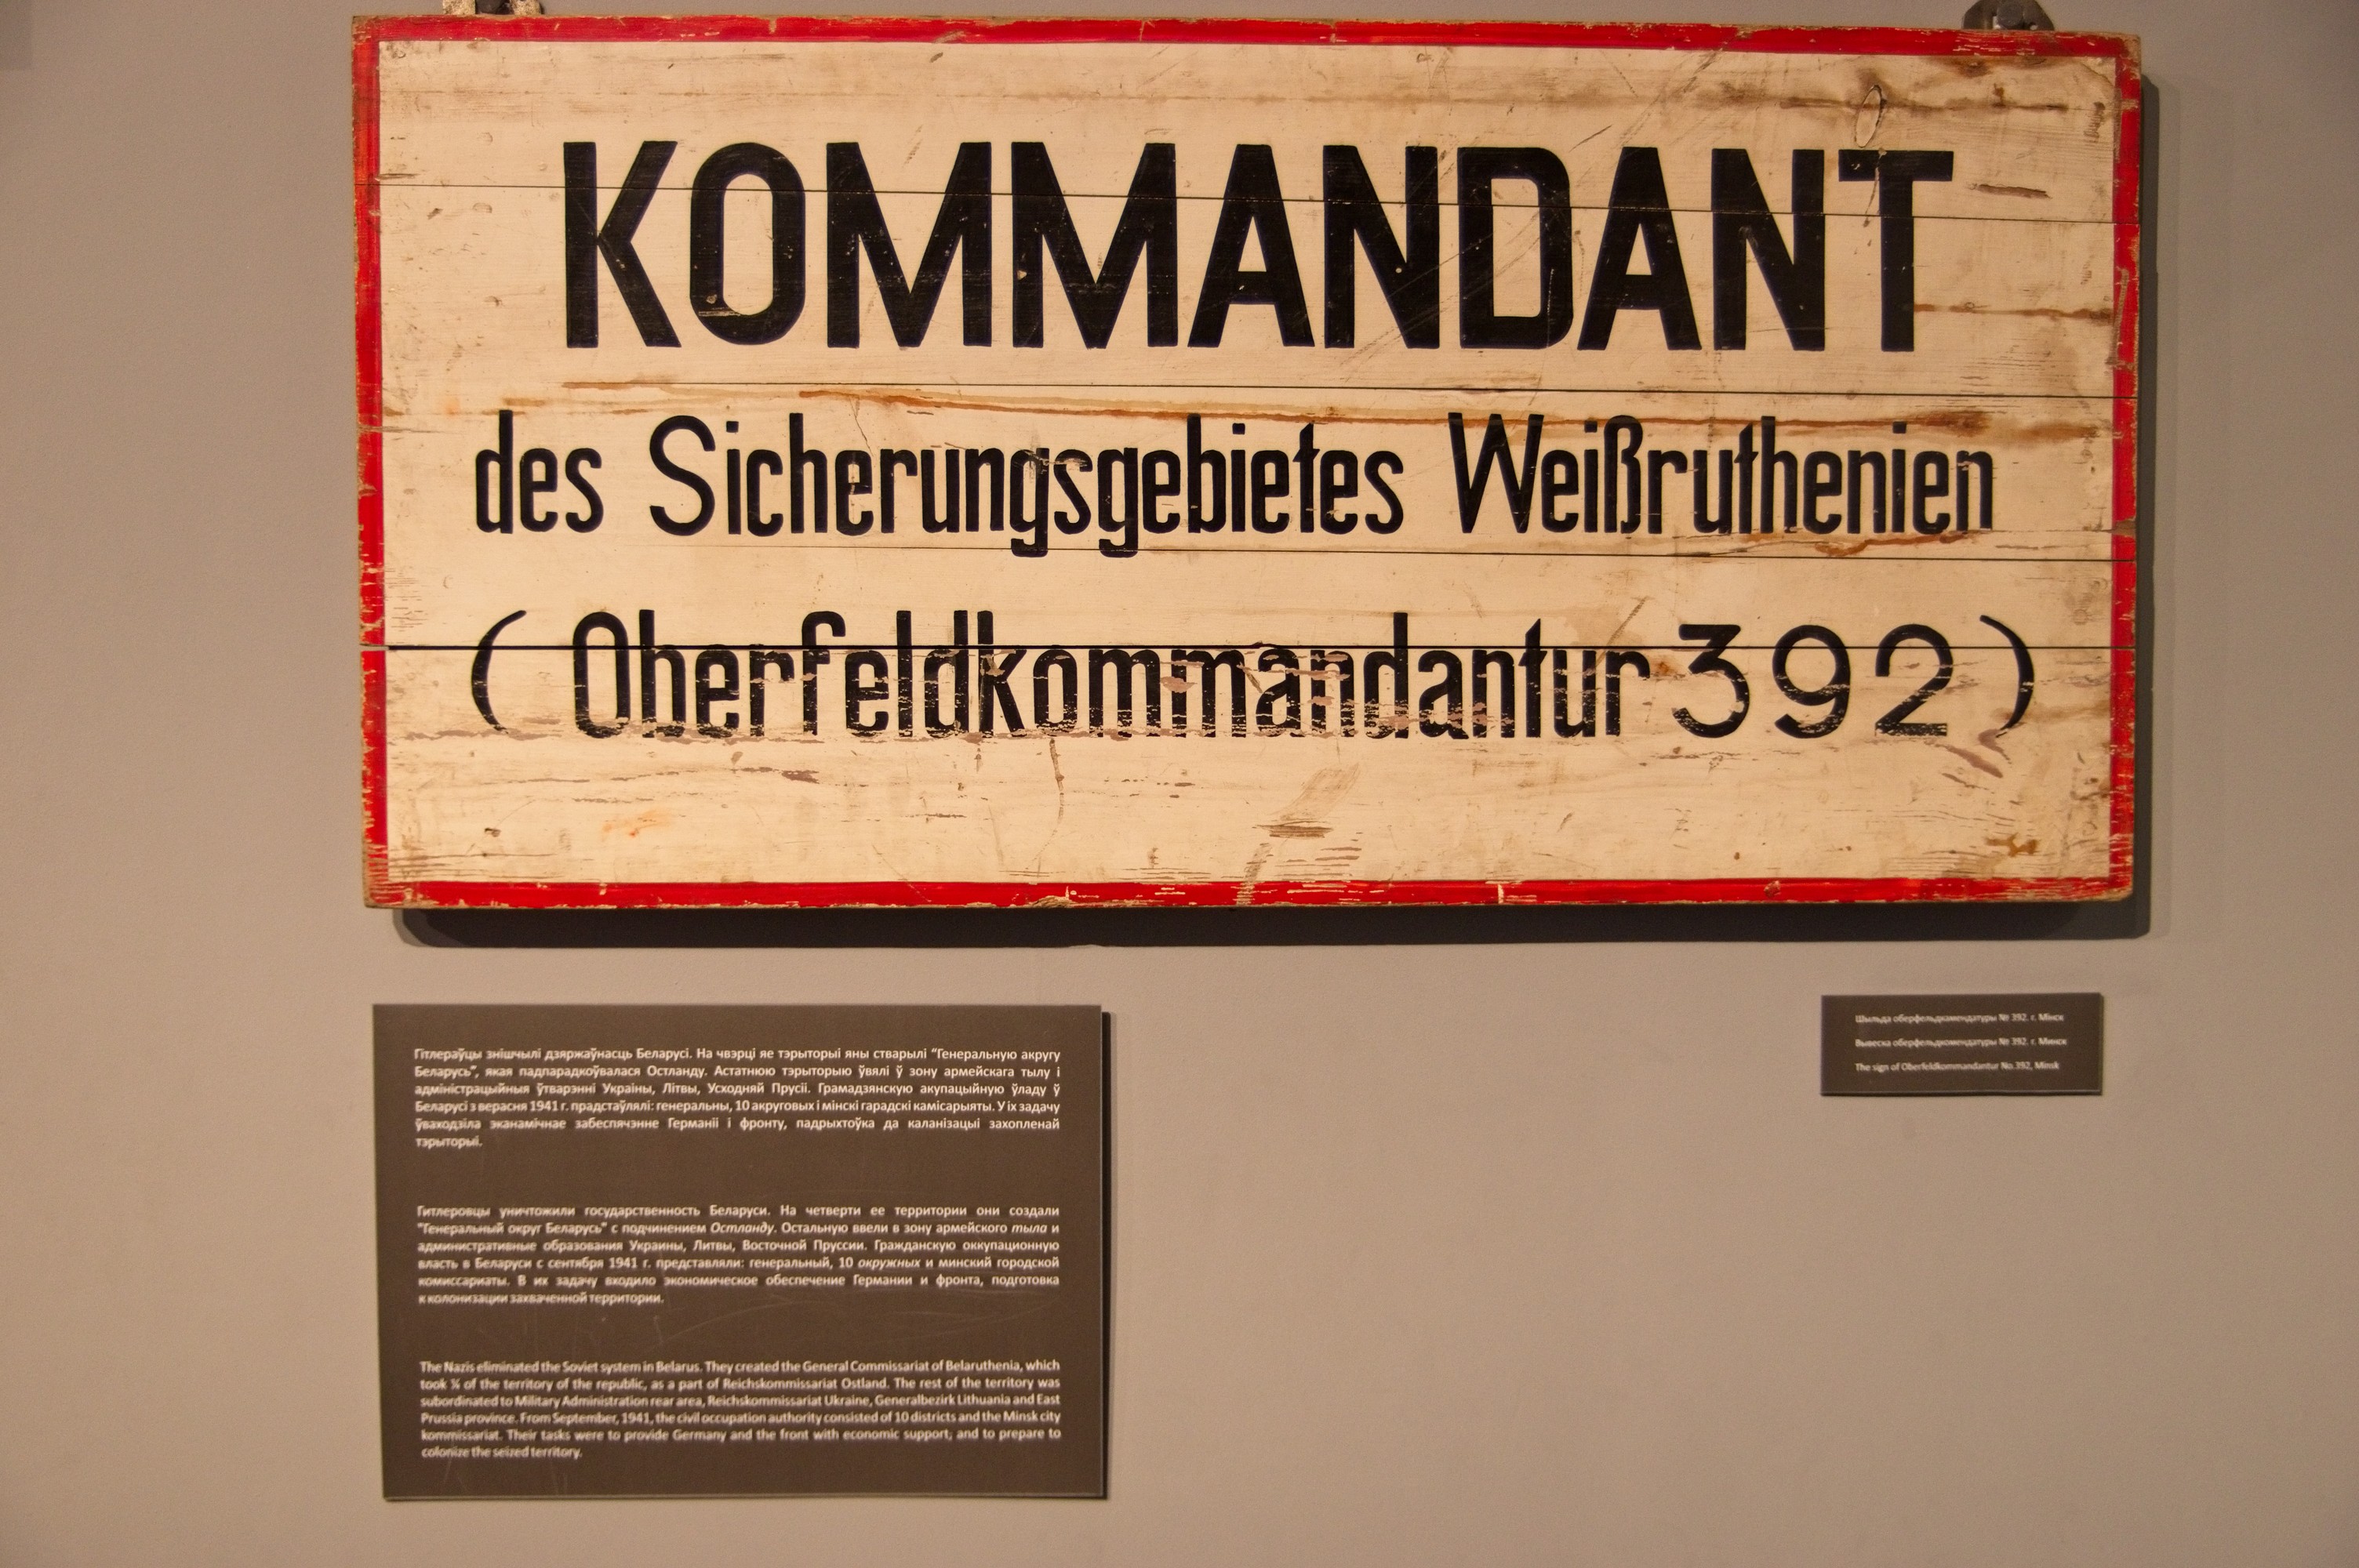 KOMMANDANT
des Sicherungsgebietes Weißruthenien
( Oberfeldkommandantur 392 )
Гітлераўцы знішчылі дзяржаўнасць Беларусі. На чвэрці яе тэрыторыі яны стварылі "Генеральную акругу
Беларусь", якая падпарадкоўвалася Остланду. Астатнюю тэрыторыю ўвялі ў зону армейскага тылу і
адміністрацыйныя ўтварэнні Украіны, Літвы, Усходняй Прусіі. Грамадзянскую акупацыйную ўладу ў
Беларусі з верасня 1941 г. прадстаўлялі: генеральны, 10 акруговых і мінскі гарадскі камісарыяты. У іх задачу
ўваходзіла эканамічнае забеспячэнне Германіі і фронту, падрыхтоўка да каланізацыі захопленай
тэрыторыі.
Гитлеровцы уничтожили государственность Беларуси. На четверти ее территории они создали
"Генеральный округ Беларусь" с подчинением Остланду. Остальную ввели в зону армейского тыла и
административные образования Украины, Литвы, Восточной Пруссии. Гражданскую оккупационную
власть в Беларуси с сентября 1941 г. представляли: генеральный, 10 окружных и минский городской
комиссариаты. В их задачу входило экономическое обеспечение Германии и фронта, подготовка
к колонизации захваченной территории.
The Nazis eliminated the Soviet system in Belarus. They created the General Commissariat of Belaruthenia, which
took ¼ of the territory of the republic, as a part of Reichskommissariat Ostland. The rest of the territory was
subordinated to Military Administration rear area, Reichskommissariat Ukraine, Generalbezirk Lithuania and East
Prussia province. From September, 1941, the civil occupation authority consisted of 10 districts and the Minsk city
kommissariat. Their tasks were to provide Germany and the front with economic support, and to prepare to
colonize the seized territory.
Шыльда оберфельдкамендатуры № 392. г. Мінск
Вывеска оберфельдкомендатуры № 392. г. Минск
The sign of Oberfeldkommandantur No.392, Minsk